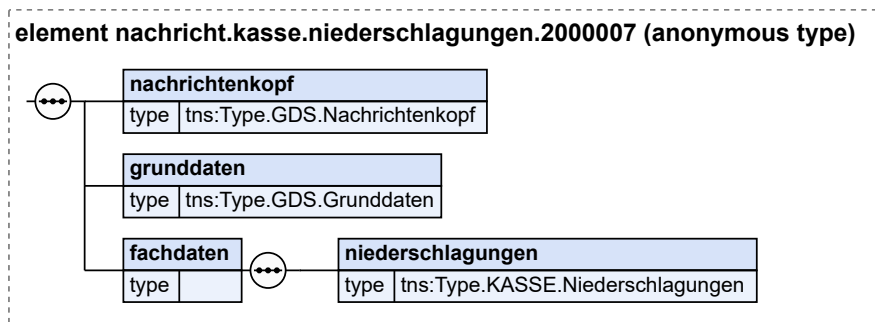 element nachricht.kasse.niederschlagungen.2000007 (anonymous type)
nachrichtenkopf
type tns:Type.GDS.Nachrichtenkopf
grunddaten
type tns:Type.GDS.Grunddaten
fachdaten
type
niederschlagungen
type tns:Type.KASSE.Niederschlagungen